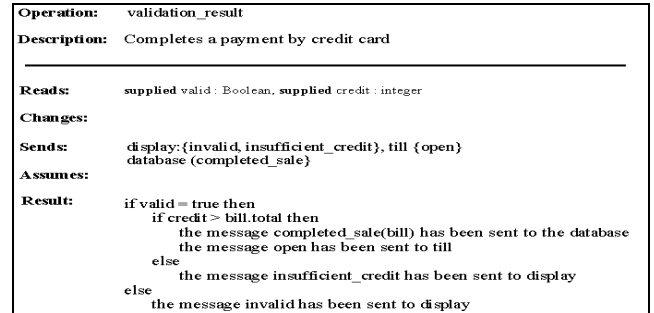 Operation: validation_result
Description: Completes a payment by credit card
Reads: supplied valid : Boolean, supplied credit : integer
Changes:
Sends: display:{invalid, insufficient_credit}, till {open}
database (completed_sale}
Assumes:
Result: if valid = true then
if credit > bill.total then
the message completed_sale(bill) has been sent to the database
the message open has been sent to till
else
the message insufficient_credit has been sent to display
else
the message invalid has been sent to display